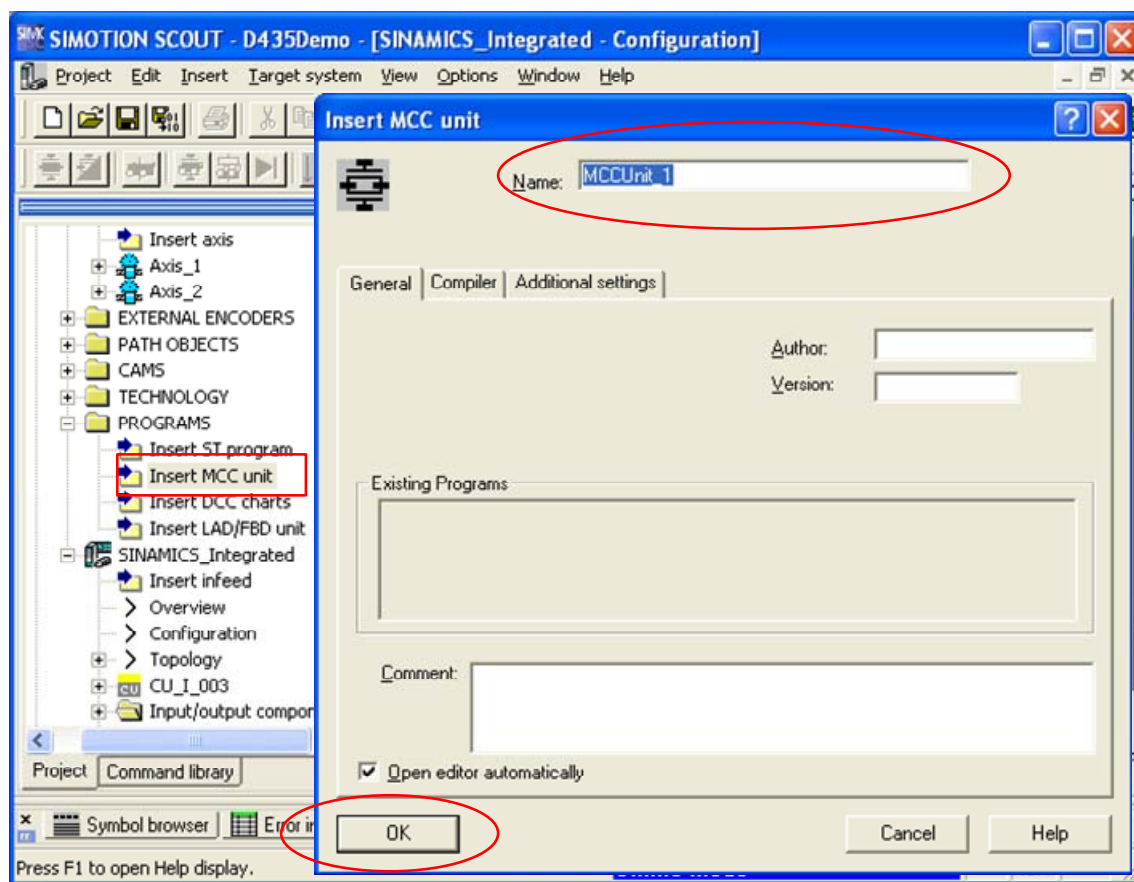 SIMOTION SCOUT - D435Demo - [SINAMICS_Integrated - Configuration]
Project Edit Insert Target system View Options Window Help
Insert MCC unit
Name: MCCUnit_1
General Compiler Additional settings
Author:
Version:
Existing Programs
Comment:
Open editor automatically
OK Cancel Help
Insert axis
Axis_1
Axis_2
EXTERNAL ENCODERS
PATH OBJECTS
CAMS
TECHNOLOGY
PROGRAMS
Insert ST program
Insert MCC unit
Insert DCC charts
Insert LAD/FBD unit
SINAMICS_Integrated
Insert infeed
Overview
Configuration
Topology
CU_I_003
Input/output compor
Project Command library
Symbol browser Error
Press F1 to open Help display.